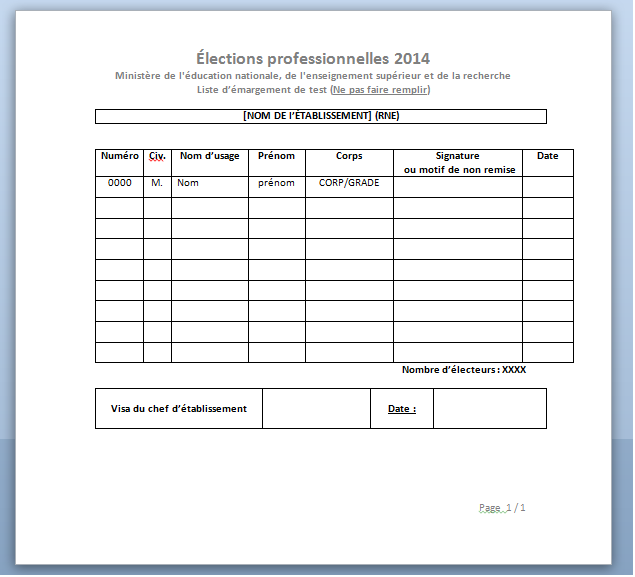 Élections professionnelles 2014
Ministère de l'éducation nationale, de l'enseignement supérieur et de la recherche
Liste d'émargement de test (Ne pas faire remplir)
[NOM DE l'ÉTABLISSEMENT] (RNE)
Numéro Civ. Nom d'usage Prénom Corps Signature Date
ou motif de non remise
0000 M. Nom prénom CORP/GRADE
Nombre d'électeurs : XXXX
Visa du chef d'établissement Date :
Page 1 / 1